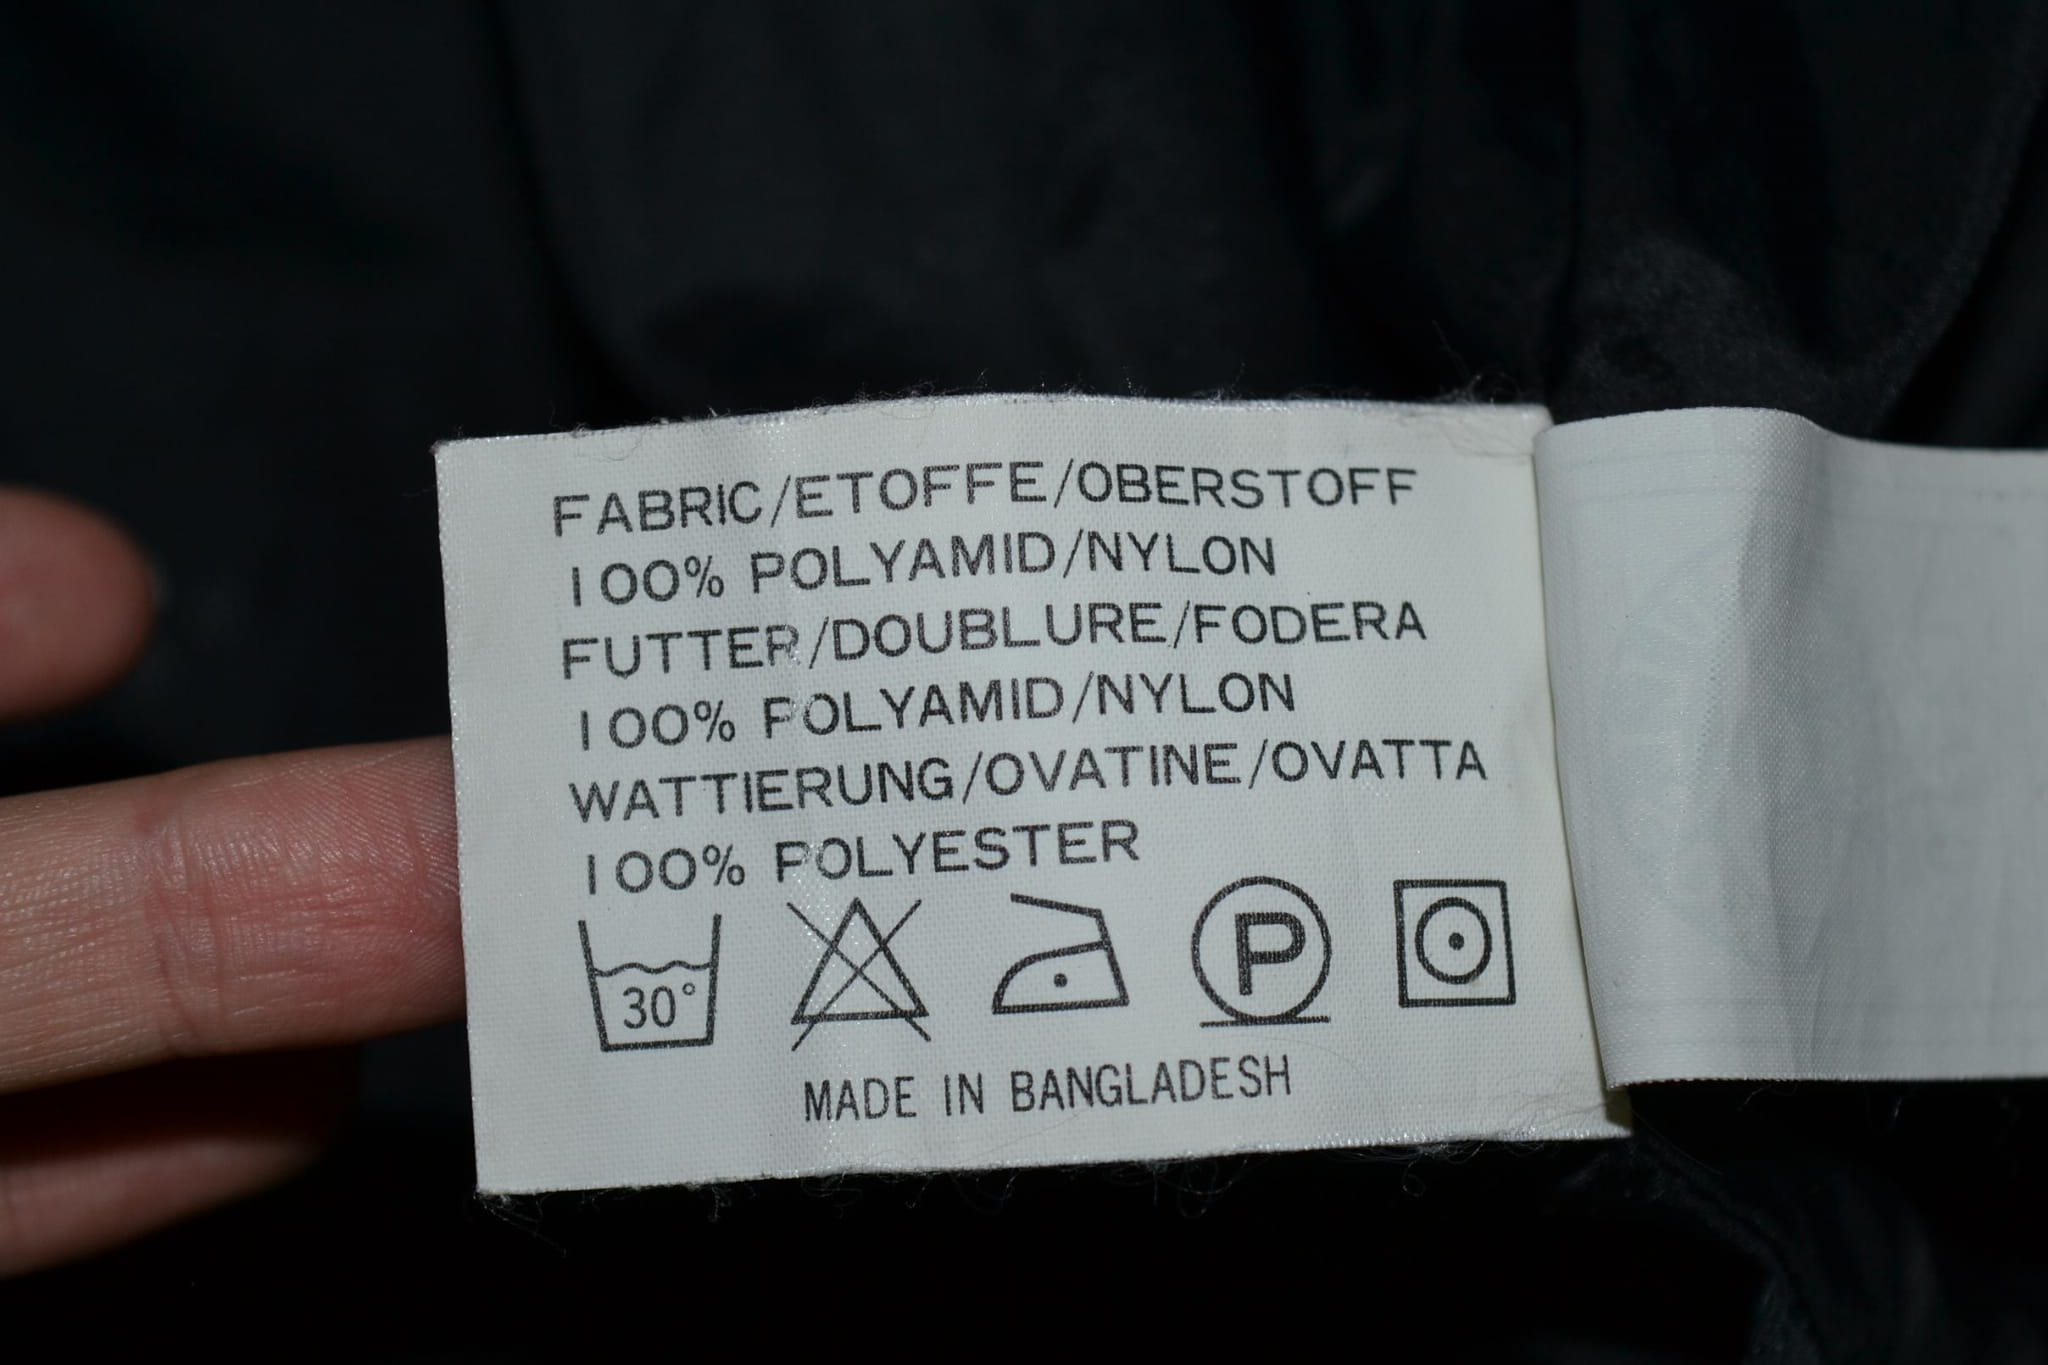 FABRIC/ETOFFE/OBERSTOFF
100% POLYAMID/NYLON
FUTTER/DOUBLURE/FODERA
100% POLYAMID/NYLON
WATTIERUNG/OVATINE/OVATTA
100% POLYESTER
30° P
MADE IN BANGLADESH